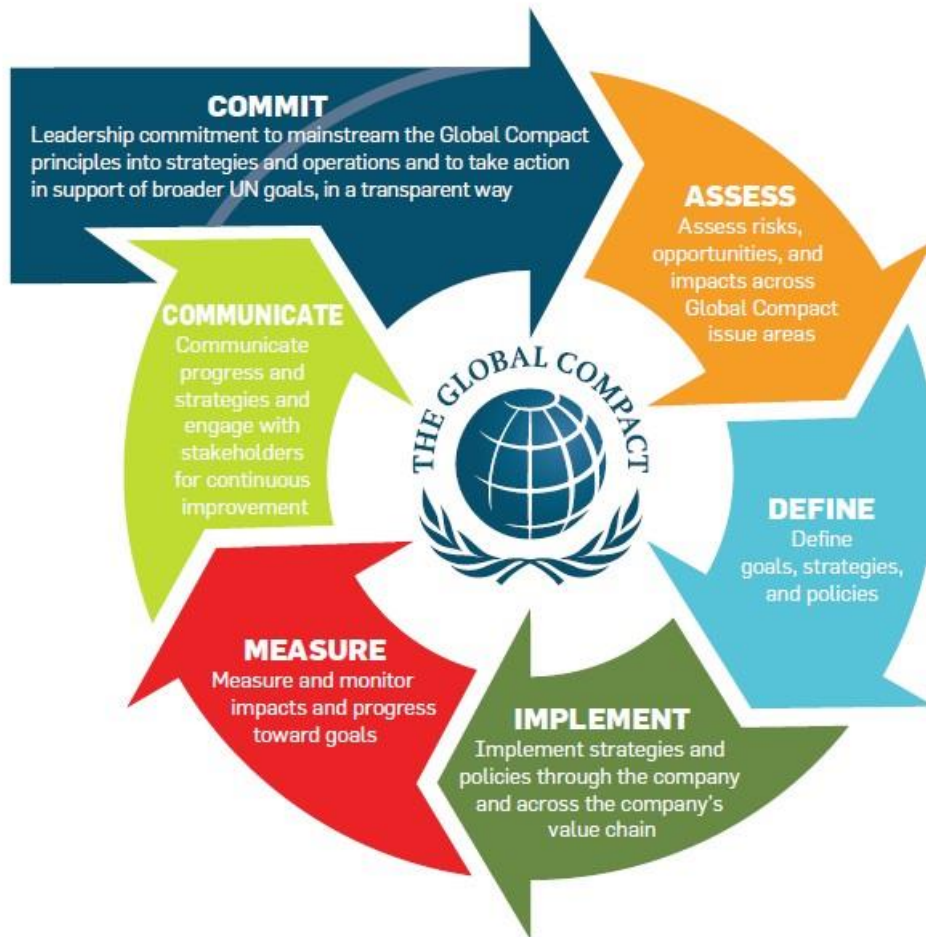 COMMIT
Leadership commitment to mainstream the Global Compact
principles into strategies and operations and to take action
in support of broader UN goals, in a transparent way
ASSESS
Assess risks,
opportunities, and
impacts across
Global Compact
issue areas
DEFINE
Define
goals, strategies,
and policies
IMPLEMENT
Implement strategies and
policies through the company
and across the company's
value chain
MEASURE
Measure and monitor
impacts and progress
toward goals
COMMUNICATE
Communicate
progress and
strategies and
engage with
stakeholders
for continuous
improvement
THE GLOBAL COMPACT